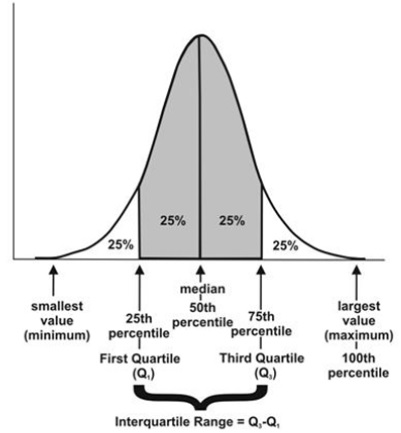 25%
25%
25%
25%
smallest
value
(minimum)
25th
percentile
First Quartile
(Q₁)
median
50th
percentile
75th
percentile
Third Quartile
(Q₃)
largest
value
(maximum)
100th
percentile
Interquartile Range = Q₃-Q₁